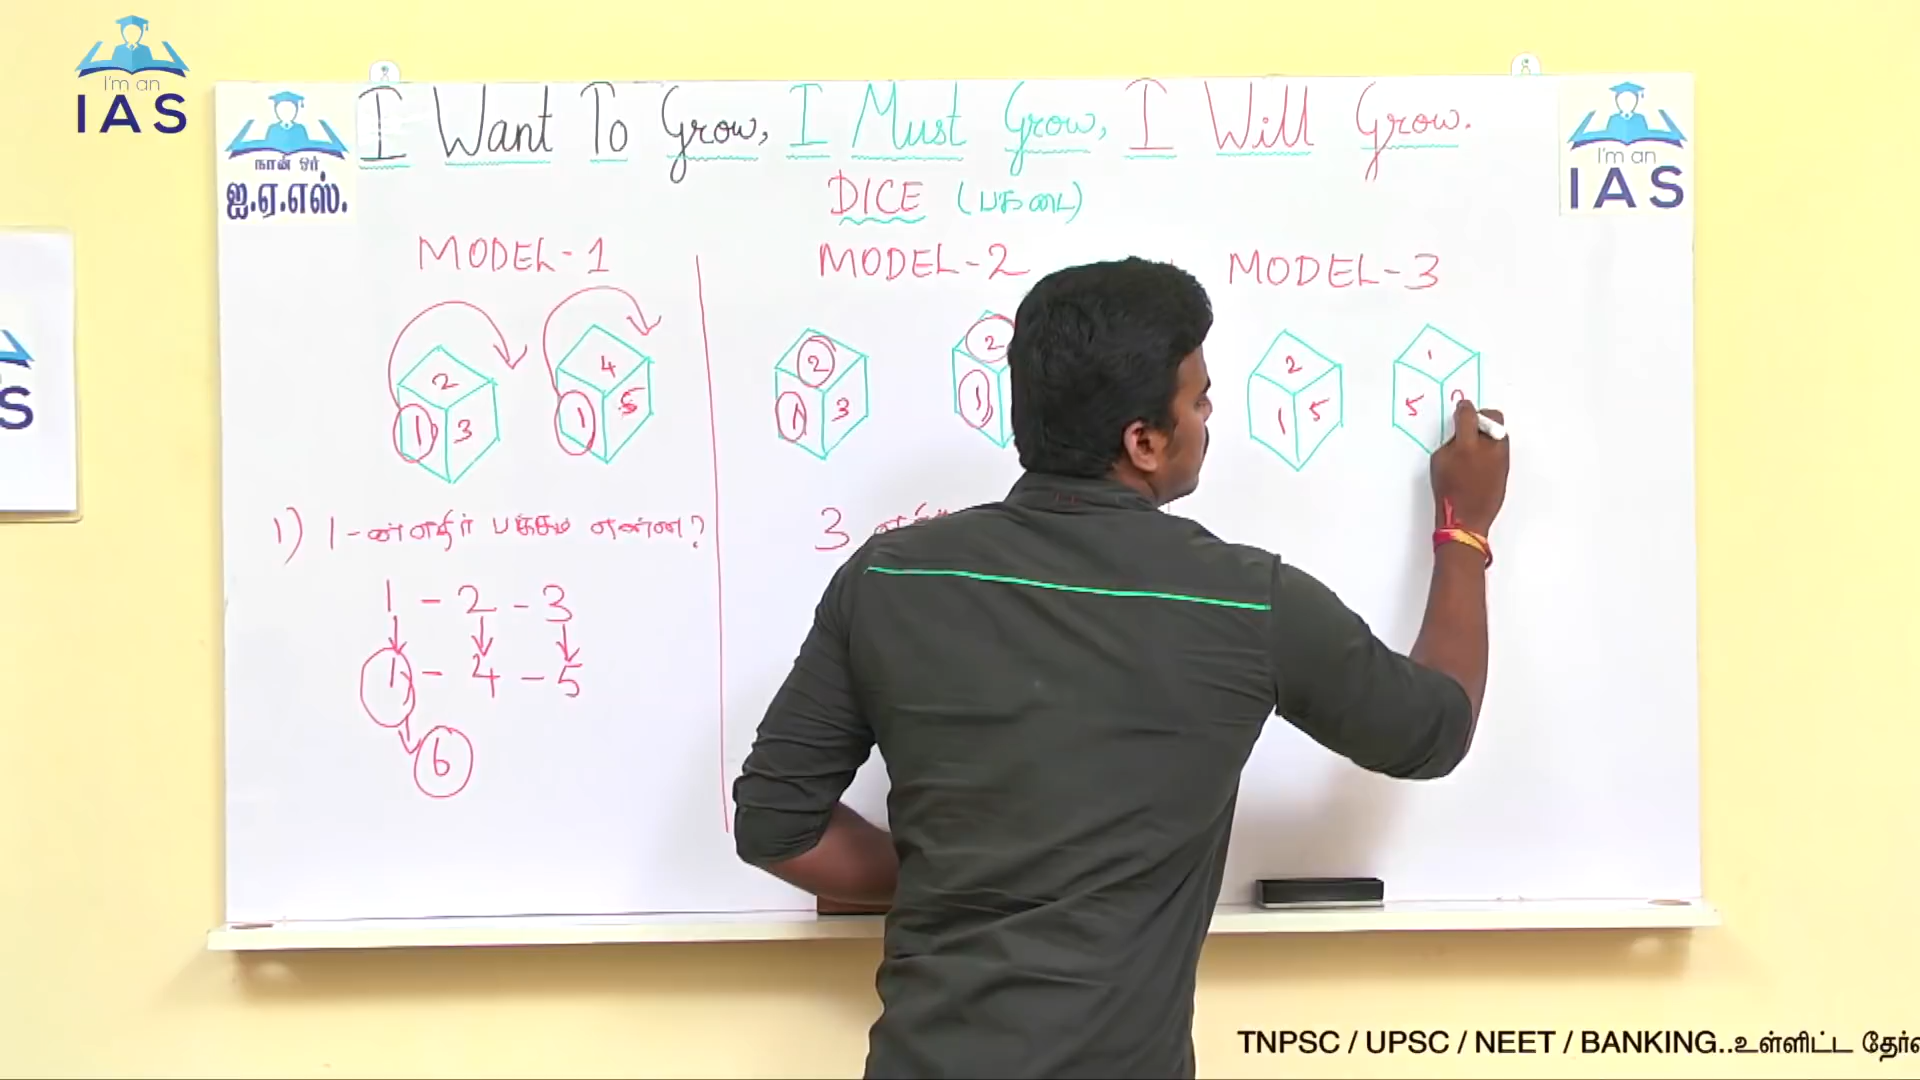 I'm an
IAS
நான் ஓர்
ஐ.ஏ.எஸ்.
I Want To Grow, I Must Grow, I Will Grow.
I'm an
IAS
DICE (பகடை)
MODEL-1
MODEL-2
MODEL-3
2
1 3
4
1 5
2
1 3
2
1
2
1 5
1
5
1) 1-ன் எதிர் பக்கம் என்ன?
3
1 - 2 - 3
1 - 4 - 5
6
S
TNPSC / UPSC / NEET / BANKING..உள்ளிட்ட